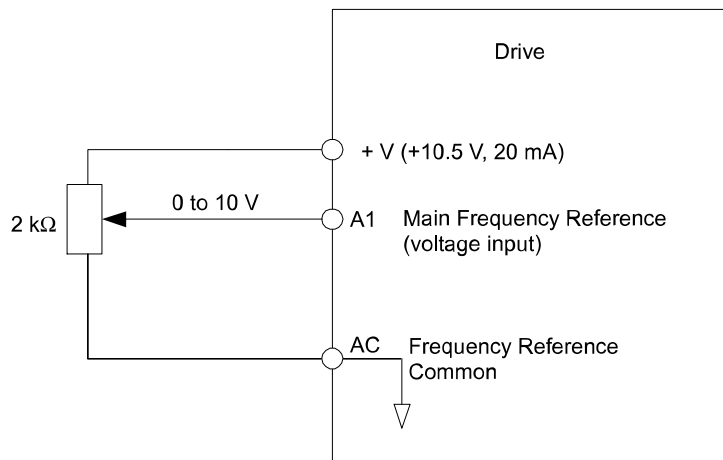 Drive
+ V (+10.5 V, 20 mA)
0 to 10 V
2 kΩ
A1
Main Frequency Reference
(voltage input)
AC
Frequency Reference
Common